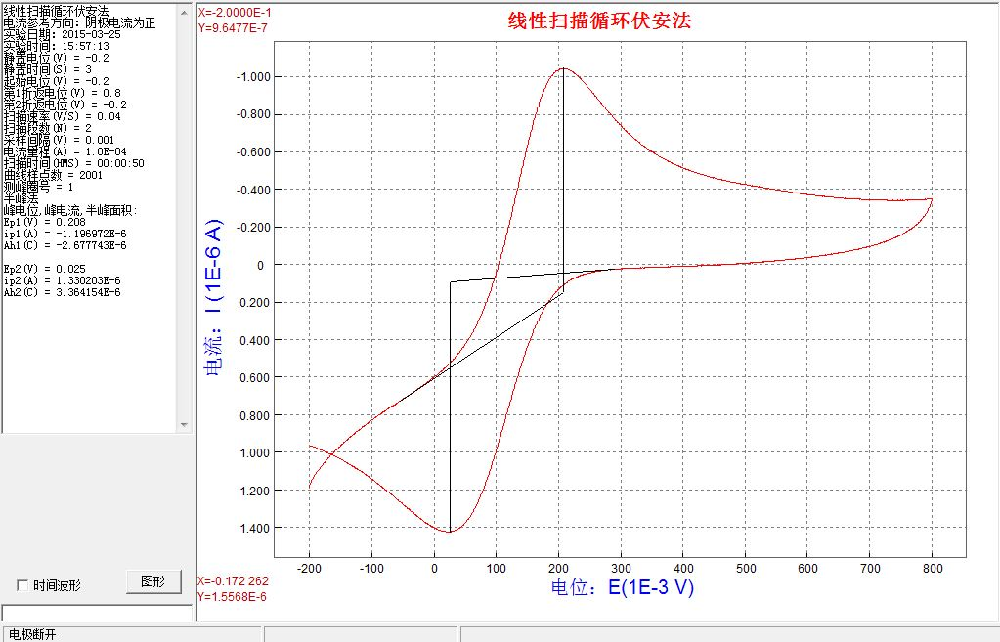 线性扫描循环伏安法
电流参考方向: 阴极电流为正
实验日期: 2015-03-25
实验时间: 15:57:13
静置电位(V) = -0.2
静置时间(S) = 3
起始电位(V) = -0.2
第1折返电位(V) = 0.8
第2折返电位(V) = -0.2
扫描速率(V/S) = 0.04
扫描段数(N) = 2
采样间隔(V) = 0.001
电流量程(A) = 1.0E-04
扫描时间(HMS) = 00:00:50
曲线样点数 = 2001
测峰圈号 = 1
半峰法
峰电位,峰电流,半峰面积:
Ep1(V) = 0.208
ip1(A) = -1.196972E-6
Ah1(C) = -2.677743E-6
Ep2(V) = 0.025
ip2(A) = 1.330203E-6
Ah2(C) = 3.364154E-6
时间波形
图形
电极断开
X=-2.0000E-1
Y=9.6477E-7
线性扫描循环伏安法
-1.000
-0.800
-0.600
-0.400
-0.200
0
0.200
0.400
0.600
0.800
1.000
1.200
1.400
电流: I (1E-6 A)
-200 -100 0 100 200 300 400 500 600 700 800
电位: E(1E-3 V)
X=-0.172 262
Y=1.5568E-6